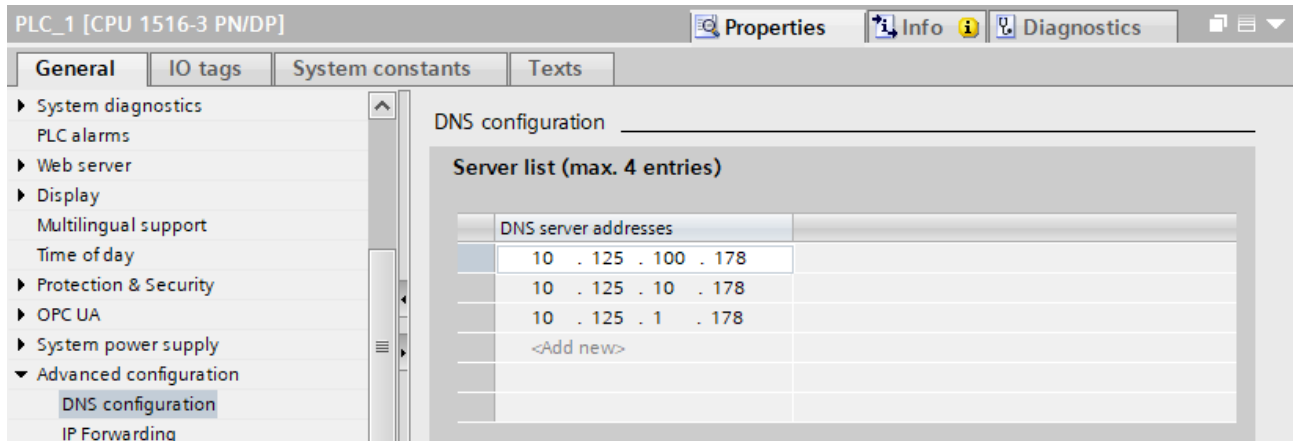 PLC_1 [CPU 1516-3 PN/DP]
Properties
Info
Diagnostics
General
IO tags
System constants
Texts
System diagnostics
PLC alarms
Web server
Display
Multilingual support
Time of day
Protection & Security
OPC UA
System power supply
Advanced configuration
DNS configuration
IP Forwarding
DNS configuration
Server list (max. 4 entries)
DNS server addresses
10 . 125 . 100 . 178
10 . 125 . 10 . 178
10 . 125 . 1 . 178
<Add new>